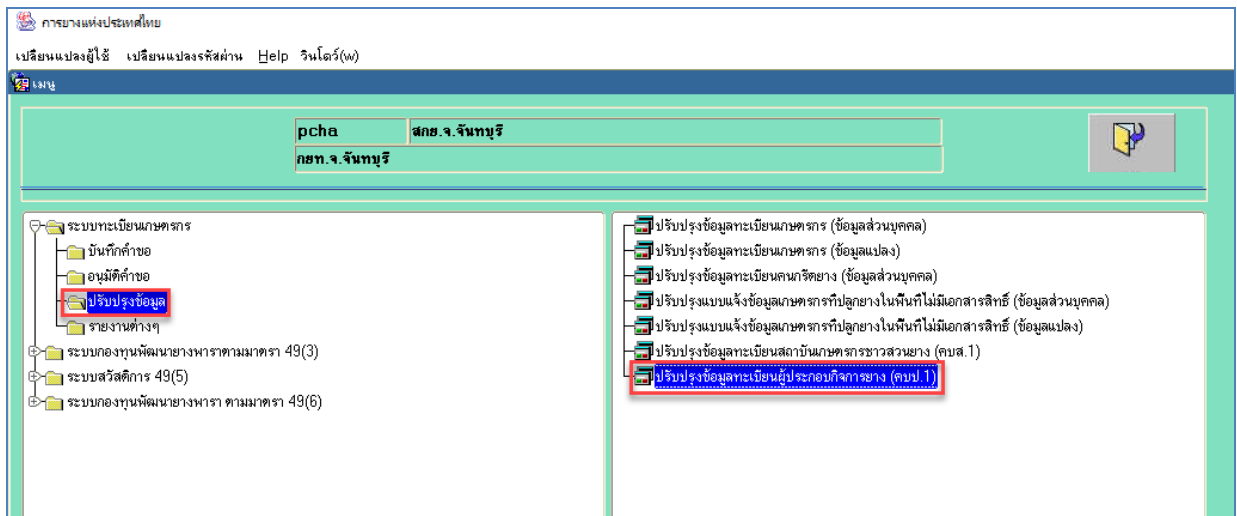 การยางแห่งประเทศไทย
เปลี่ยนแปลงผู้ใช้ เปลี่ยนแปลงรหัสผ่าน Help วินโดว์(w)
เมนู
pcha สกย.จ.จันทบุรี
กยท.จ.จันทบุรี
ระบบทะเบียนเกษตรกร
บันทึกคำขอ
อนุมัติคำขอ
ปรับปรุงข้อมูล
รายงานต่างๆ
ระบบกองทุนพัฒนายางพาราตามมาตรา 49(3)
ระบบสวัสดิการ 49(5)
ระบบกองทุนพัฒนายางพารา ตามมาตรา 49(6)
ปรับปรุงข้อมูลทะเบียนเกษตรกร (ข้อมูลส่วนบุคคล)
ปรับปรุงข้อมูลทะเบียนเกษตรกร (ข้อมูลแปลง)
ปรับปรุงข้อมูลทะเบียนคนกรีดยาง (ข้อมูลส่วนบุคคล)
ปรับปรุงแบบแจ้งข้อมูลเกษตรกรที่ปลูกยางในพื้นที่ไม่มีเอกสารสิทธิ์ (ข้อมูลส่วนบุคคล)
ปรับปรุงแบบแจ้งข้อมูลเกษตรกรที่ปลูกยางในพื้นที่ไม่มีเอกสารสิทธิ์ (ข้อมูลแปลง)
ปรับปรุงข้อมูลทะเบียนสถาบันเกษตรกรชาวสวนยาง (คบส.1)
ปรับปรุงข้อมูลทะเบียนผู้ประกอบกิจการยาง (คบป.1)